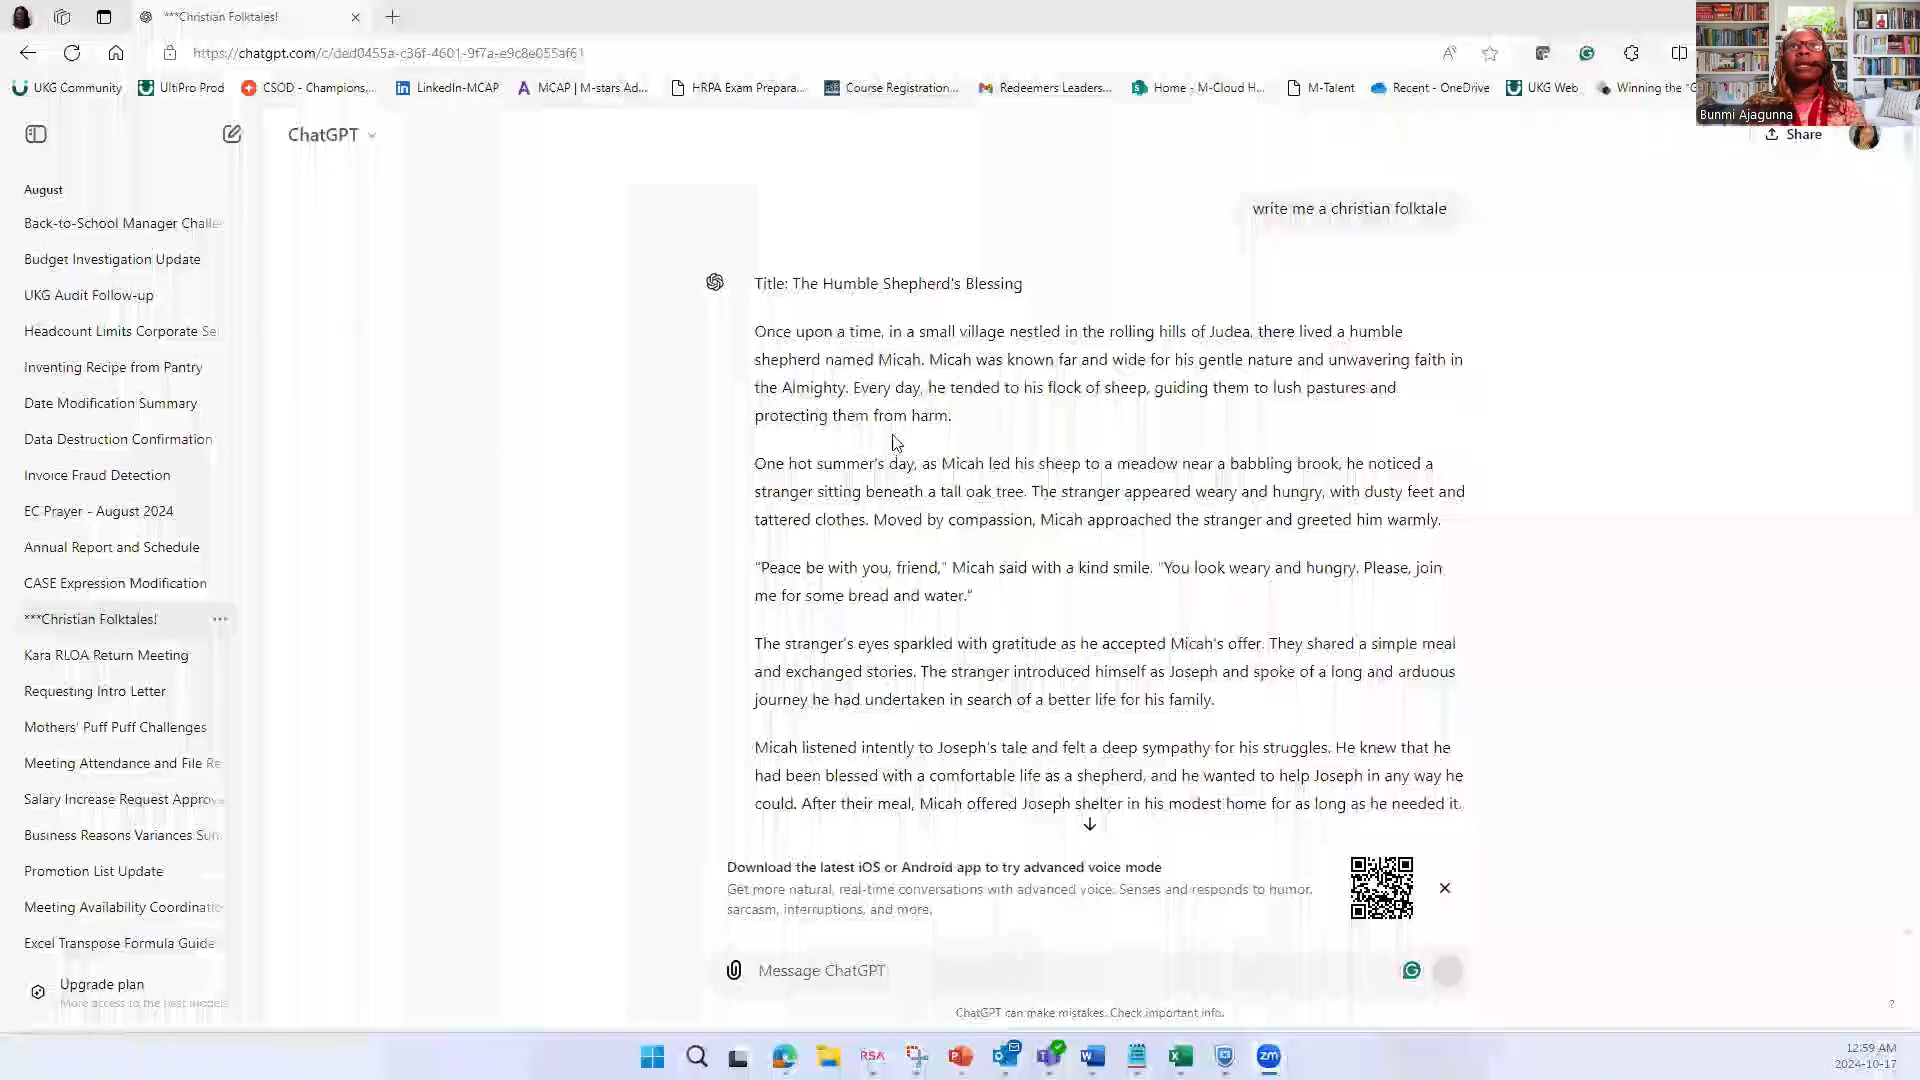 ***Christian Folktales!
https://chatgpt.com/c/ded0455a-c36f-4601-9f7a-e9c8e055af61
UKG Community
UltiPro Prod
CSOD - Champions,...
LinkedIn-MCAP
MCAP | M-stars Ad...
HRPA Exam Prepara...
Course Registration...
Redeemers Leaders...
Home - M-Cloud H...
M-Talent
Recent - OneDrive
UKG Web
Winning the "G
Bunmi Ajagunna
ChatGPT
Share
August
Back-to-School Manager Challe
Budget Investigation Update
UKG Audit Follow-up
Headcount Limits Corporate Se
Inventing Recipe from Pantry
Date Modification Summary
Data Destruction Confirmation
Invoice Fraud Detection
EC Prayer - August 2024
Annual Report and Schedule
CASE Expression Modification
***Christian Folktales!
Kara RLOA Return Meeting
Requesting Intro Letter
Mothers' Puff Puff Challenges
Meeting Attendance and File Re
Salary Increase Request Approva
Business Reasons Variances Sum
Promotion List Update
Meeting Availability Coordinatio
Excel Transpose Formula Guide
Upgrade plan
More access to the best models
write me a christian folktale
Title: The Humble Shepherd's Blessing
Once upon a time, in a small village nestled in the rolling hills of Judea, there lived a humble
shepherd named Micah. Micah was known far and wide for his gentle nature and unwavering faith in
the Almighty. Every day, he tended to his flock of sheep, guiding them to lush pastures and
protecting them from harm.
One hot summer's day, as Micah led his sheep to a meadow near a babbling brook, he noticed a
stranger sitting beneath a tall oak tree. The stranger appeared weary and hungry, with dusty feet and
tattered clothes. Moved by compassion, Micah approached the stranger and greeted him warmly.
"Peace be with you, friend," Micah said with a kind smile. "You look weary and hungry. Please, join
me for some bread and water."
The stranger's eyes sparkled with gratitude as he accepted Micah's offer. They shared a simple meal
and exchanged stories. The stranger introduced himself as Joseph and spoke of a long and arduous
journey he had undertaken in search of a better life for his family.
Micah listened intently to Joseph's tale and felt a deep sympathy for his struggles. He knew that he
had been blessed with a comfortable life as a shepherd, and he wanted to help Joseph in any way he
could. After their meal, Micah offered Joseph shelter in his modest home for as long as he needed it.
Download the latest iOS or Android app to try advanced voice mode
Get more natural, real-time conversations with advanced voice. Senses and responds to humor,
sarcasm, interruptions, and more.
Message ChatGPT
ChatGPT can make mistakes. Check important info.
?
RSA
zm
12:59 AM
2024-10-17